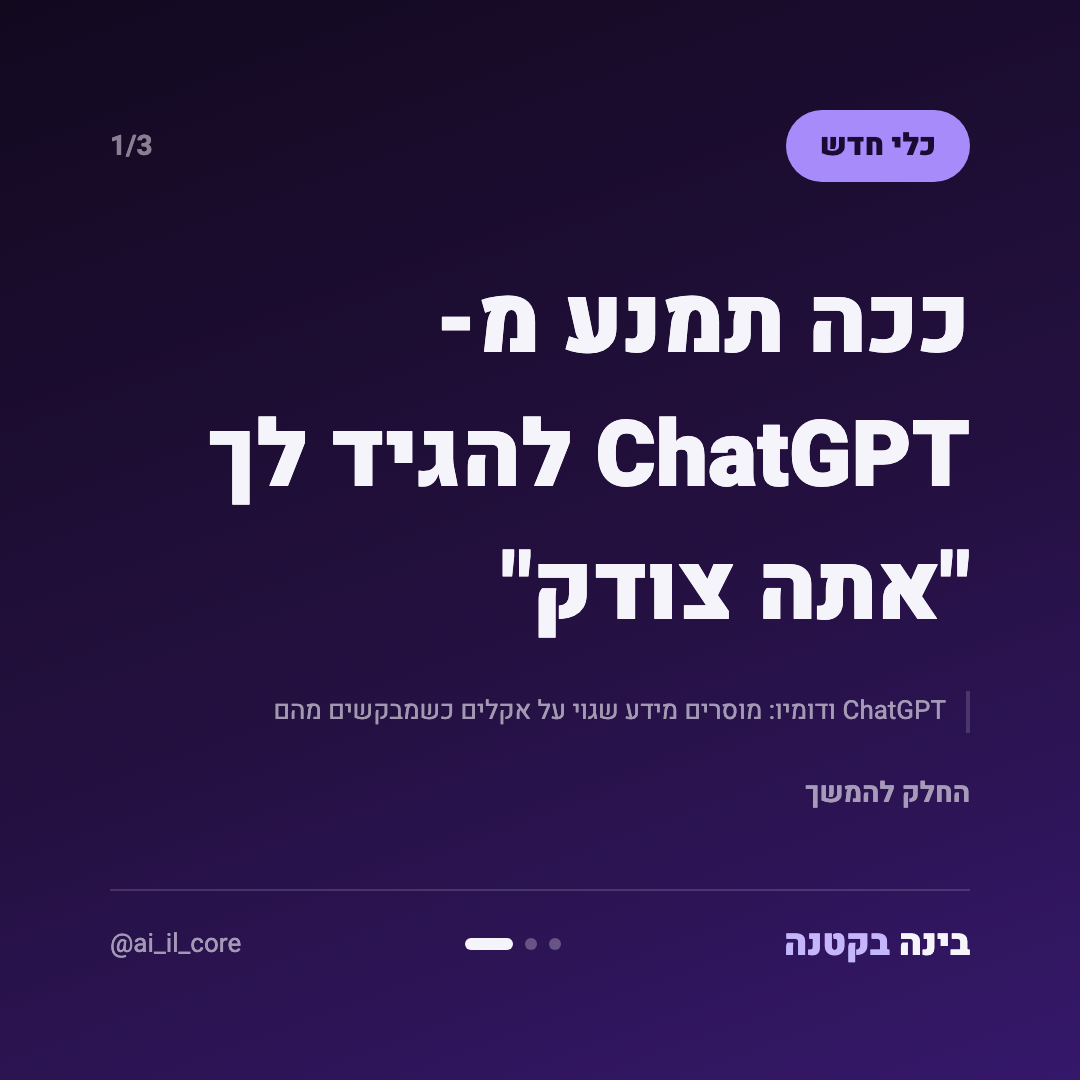 כלי חדש
1/3
ככה תמנע מ-
ChatGPT להגיד לך
"אתה צודק"
ChatGPT ודומיו: מוסרים מידע שגוי על אקלים כשמבקשים מהם
החלק להמשך
בינה בקטנה
@ai_il_core